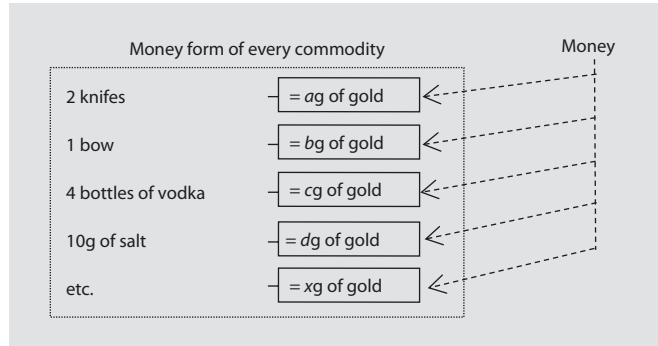 Money form of every commodity
Money
2 knifes = ag of gold
1 bow = bg of gold
4 bottles of vodka = cg of gold
10g of salt = dg of gold
etc. = xg of gold